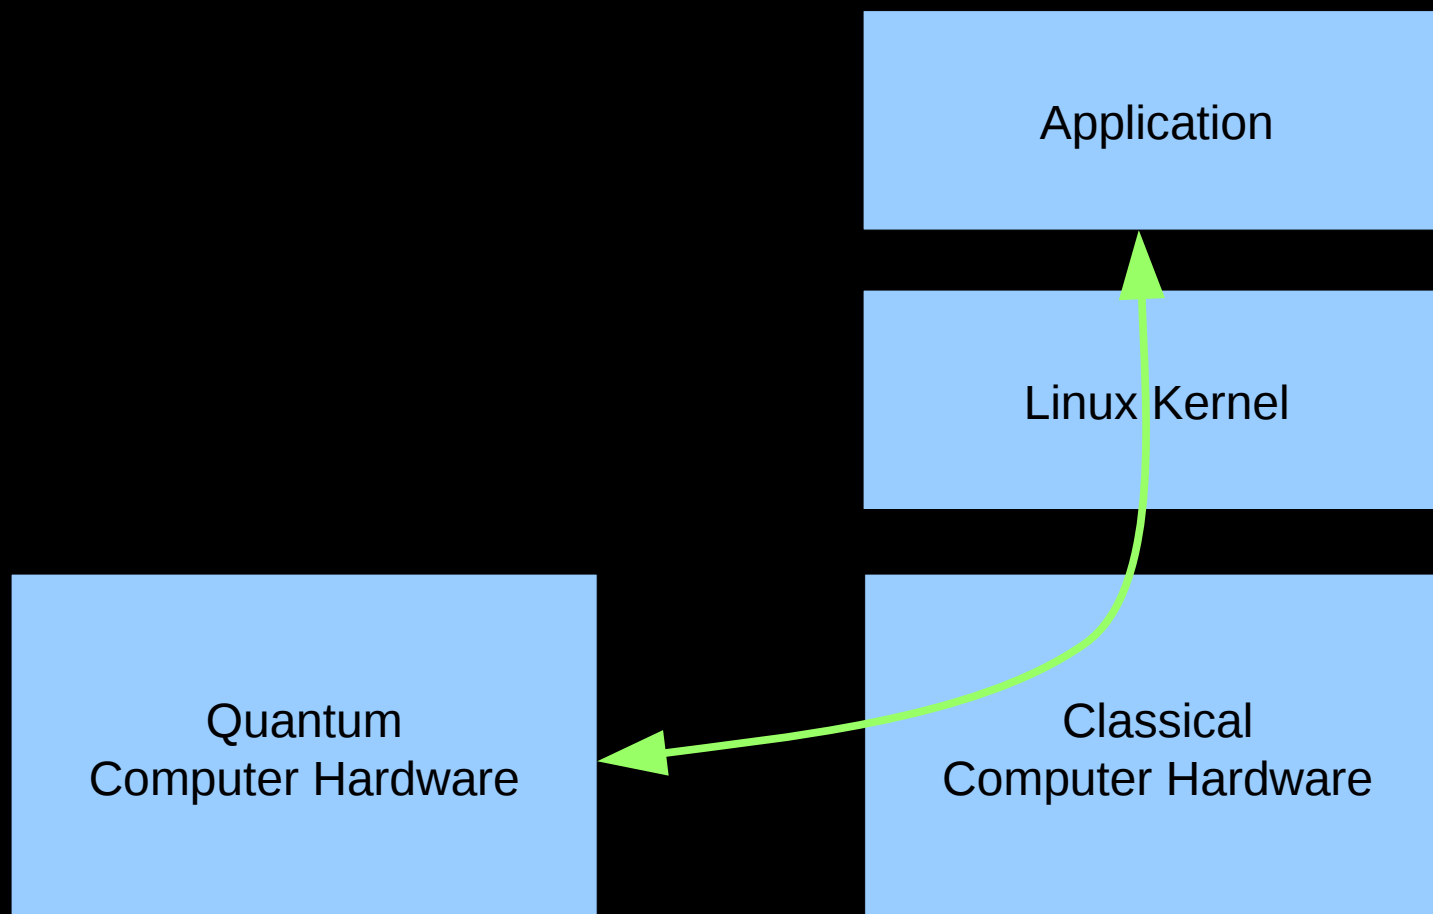 Application
Linux Kernel
Quantum
Computer Hardware
Classical
Computer Hardware